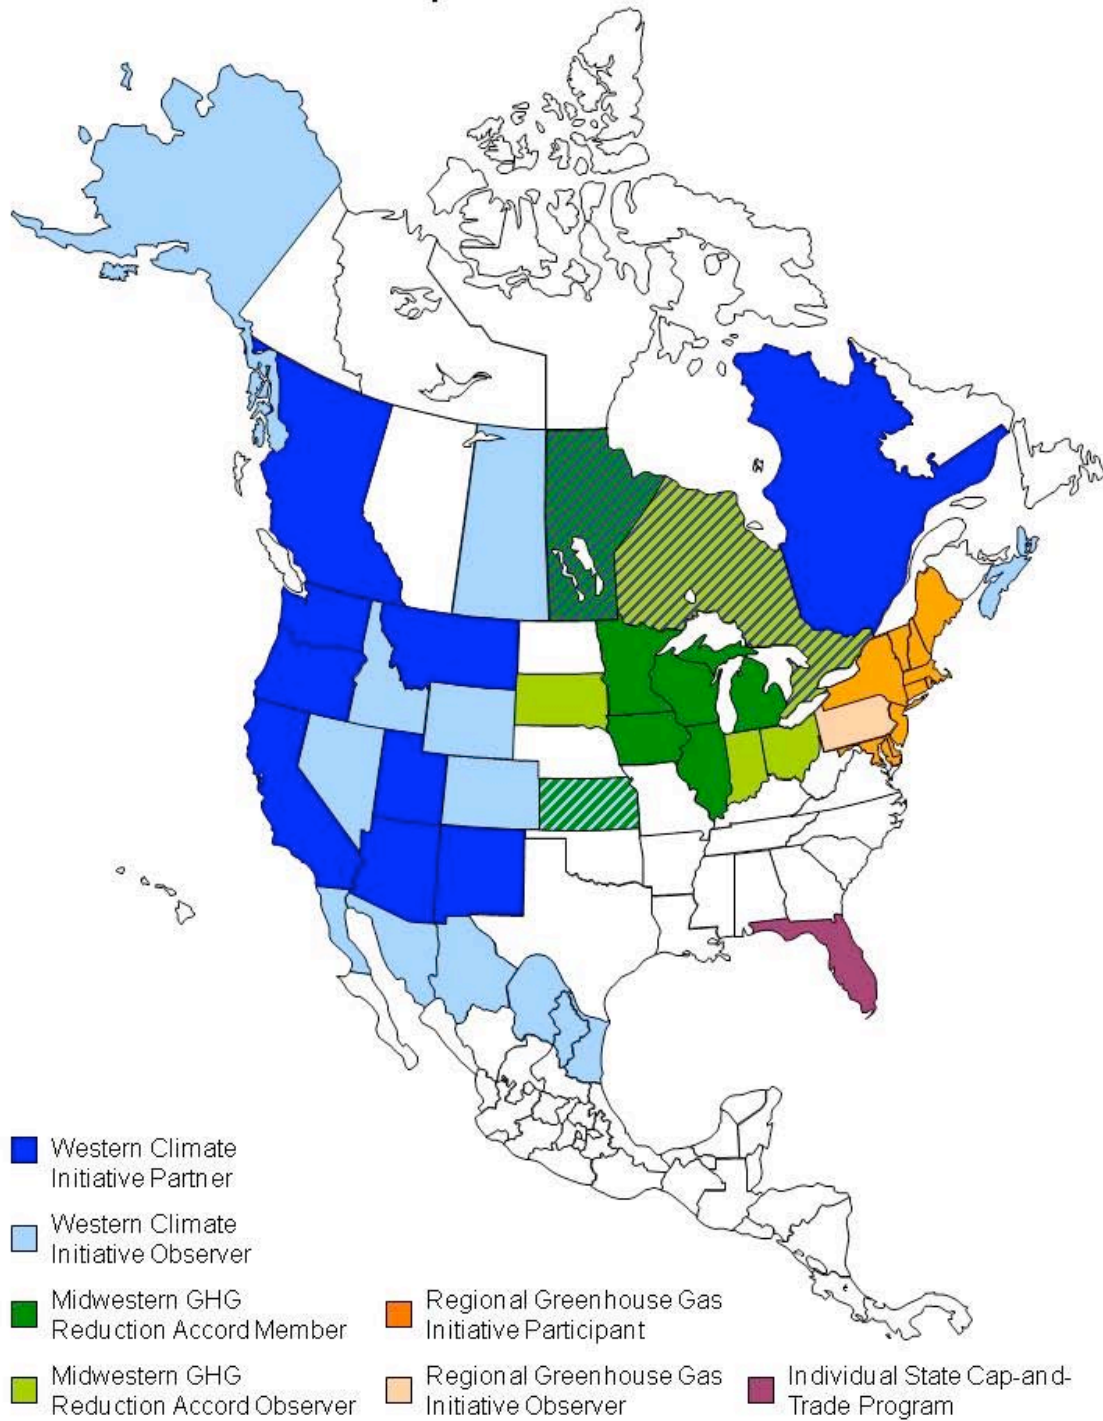 Western Climate
Initiative Partner
Western Climate
Initiative Observer
Midwestern GHG
Reduction Accord Member
Midwestern GHG
Reduction Accord Observer
Regional Greenhouse Gas
Initiative Participant
Regional Greenhouse Gas
Initiative Observer
Individual State Cap-and-
Trade Program